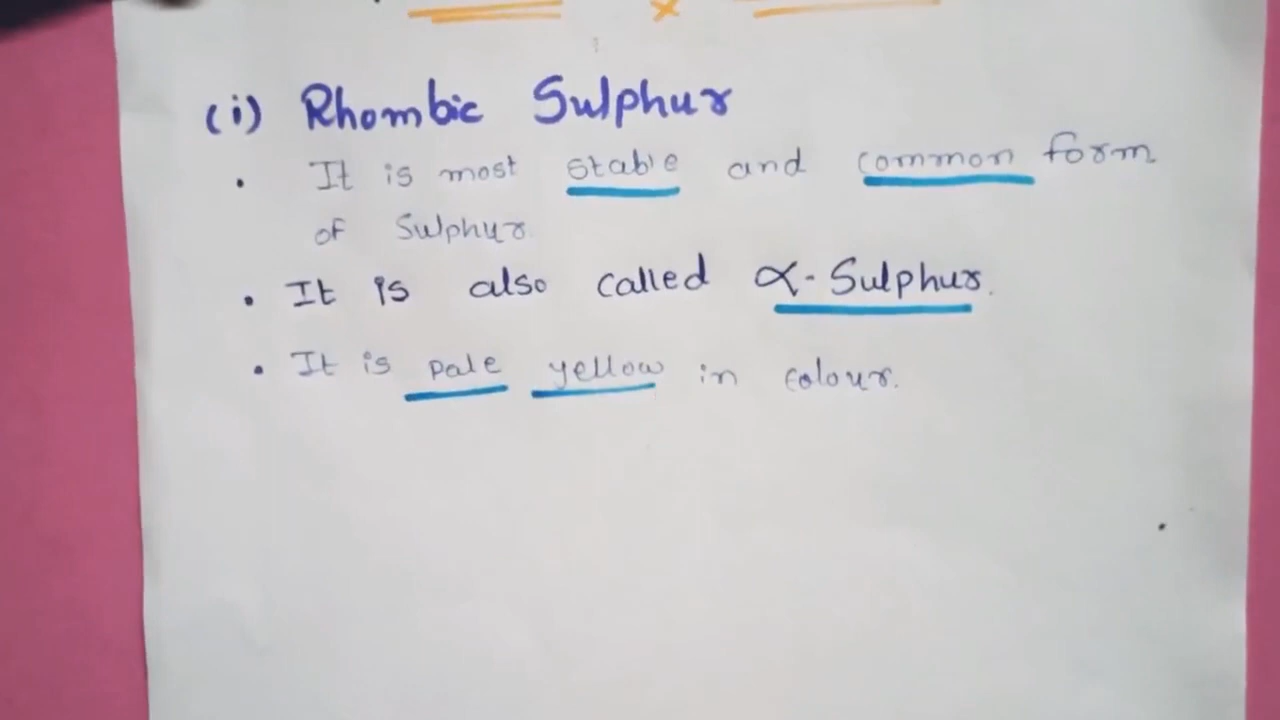 (i) Rhombic Sulphur
• It is most stable and common form
of Sulphur.
• It is also called α-Sulphur.
• It is pale yellow in colour.